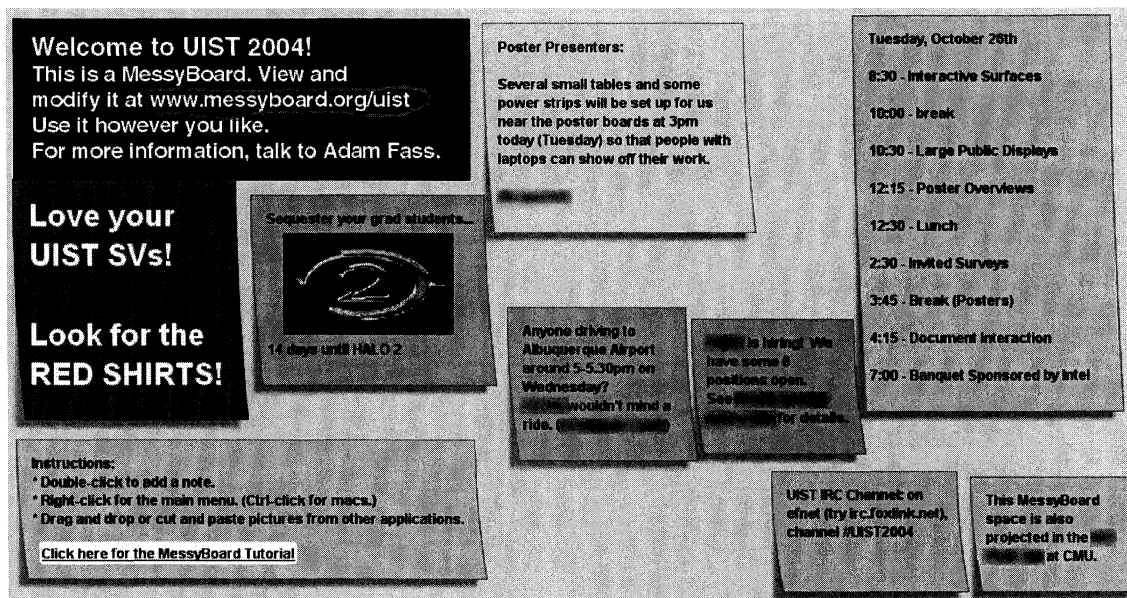 Welcome to UIST 2004!
This is a MessyBoard. View and
modify it at www.messyboard.org/uist
Use it however you like.
For more information, talk to Adam Fass.
Love your
UIST SVs!
Look for the
RED SHIRTS!
Sequester your grad students...
2
14 days until HALO 2
Poster Presenters:
Several small tables and some
power strips will be set up for us
near the poster boards at 3pm
today (Tuesday) so that people with
laptops can show off their work.
Anyone driving to
Albuquerque Airport
around 5-5.30pm on
Wednesday?
wouldn't mind a
ride. (
is hiring! We
have some 6
positions open.
See
for details.
Tuesday, October 26th
8:30 - Interactive Surfaces
10:00 - break
10:30 - Large Public Displays
12:15 - Poster Overviews
12:30 - Lunch
2:30 - Invited Surveys
3:45 - Break (Posters)
4:15 - Document Interaction
7:00 - Banquet Sponsored by Intel
Instructions:
* Double-click to add a note.
* Right-click for the main menu. (Ctrl-click for macs.)
* Drag and drop or cut and paste pictures from other applications.
Click here for the MessyBoard Tutorial
UIST IRC Channel: on
efnet (try irc.foxlink.net),
channel #UIST2004
This MessyBoard
space is also
projected in the
at CMU.